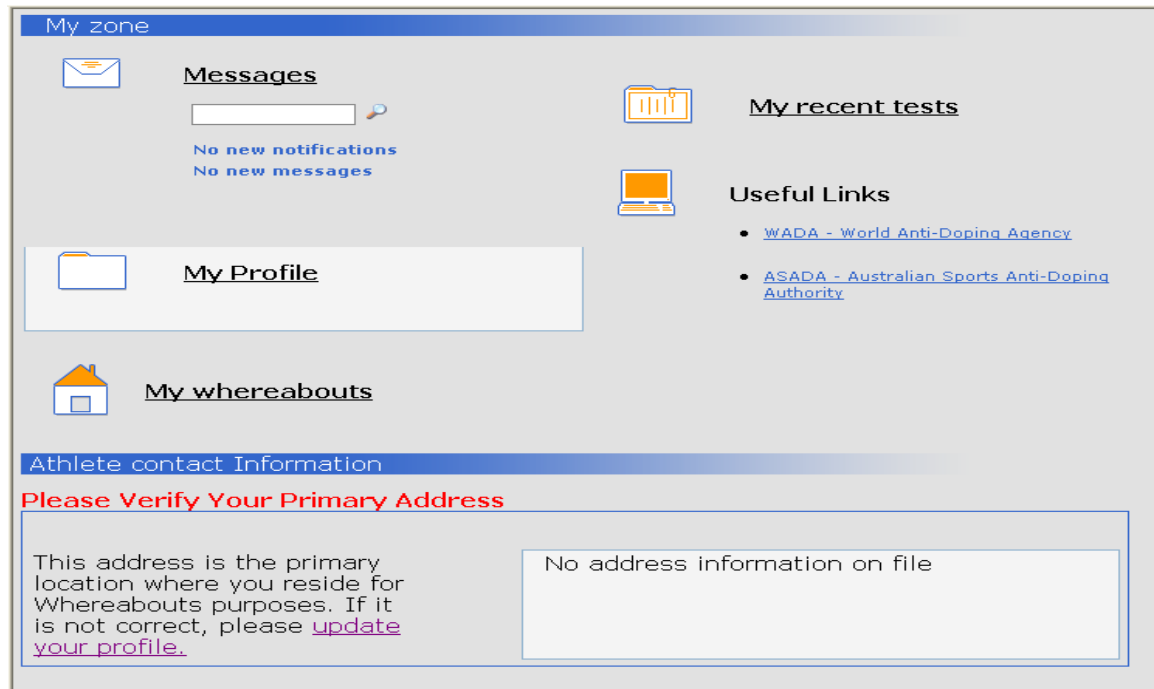 My zone
Messages
No new notifications
No new messages
My Profile
My whereabouts
My recent tests
Useful Links
WADA - World Anti-Doping Agency
ASADA - Australian Sports Anti-Doping
Authority
Athlete contact Information
Please Verify Your Primary Address
This address is the primary
location where you reside for
Whereabouts purposes. If it
is not correct, please update
your profile.
No address information on file